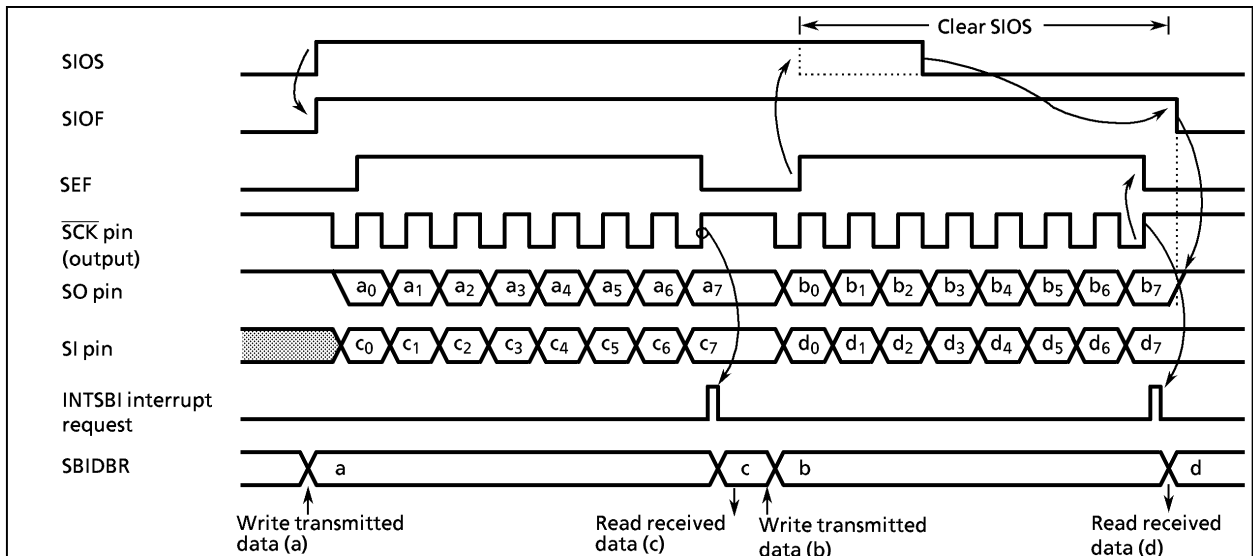 Clear SIOS
SIOS
SIOF
SEF
SCK pin
(output)
SO pin
a0 a1 a2 a3 a4 a5 a6 a7 b0 b1 b2 b3 b4 b5 b6 b7
SI pin
c0 c1 c2 c3 c4 c5 c6 c7 d0 d1 d2 d3 d4 d5 d6 d7
INTSBI interrupt
request
SBIDBR
a c b d
Write transmitted
data (a)
Read received
data (c)
Write transmitted
data (b)
Read received
data (d)